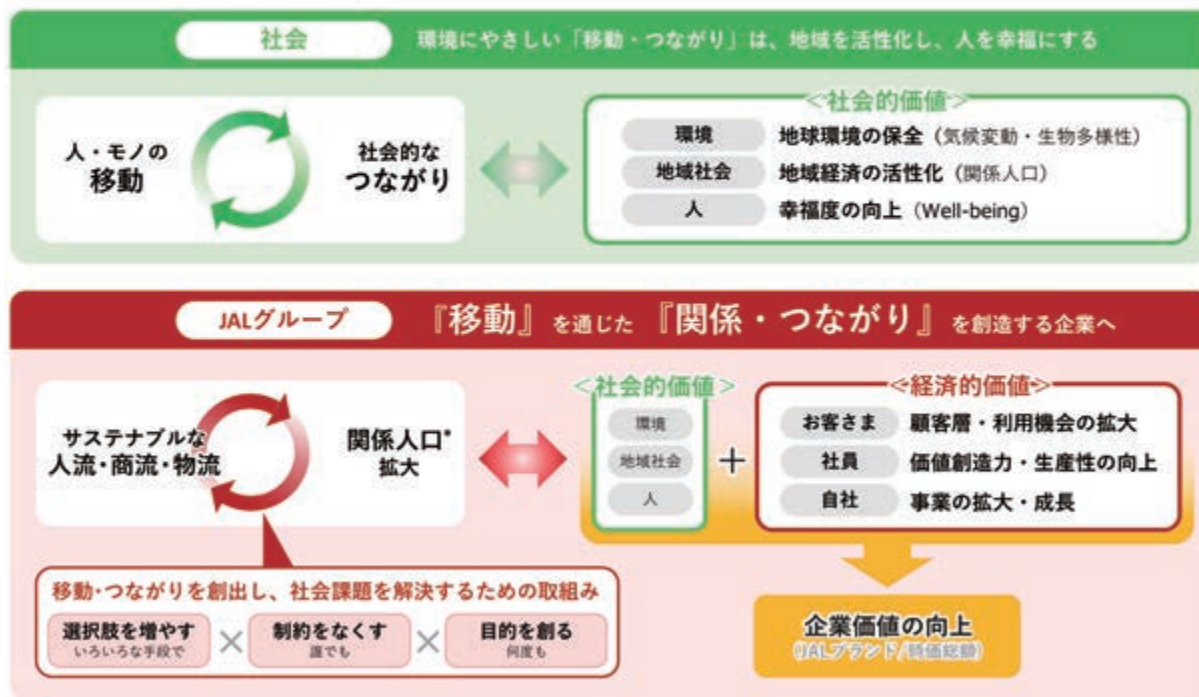 社会 環境にやさしい「移動・つながり」は、地域を活性化し、人を幸福にする
人・モノの
移動
社会的な
つながり
<社会的価値>
環境 地球環境の保全（気候変動・生物多様性）
地域社会 地域経済の活性化（関係人口）
人 幸福度の向上（Well-being）
JALグループ 『移動』を通じた『関係・つながり』を創造する企業へ
サステナブルな
人流・商流・物流
関係人口*
拡大
<社会的価値>
環境
地域社会
人
+
<経済的価値>
お客さま 顧客層・利用機会の拡大
社員 価値創造力・生産性の向上
自社 事業の拡大・成長
移動・つながりを創出し、社会課題を解決するための取組み
選択肢を増やす
いろいろな手段で
×
制約をなくす
誰でも
×
目的を創る
何度も
企業価値の向上
（JALブランド/時価総額）